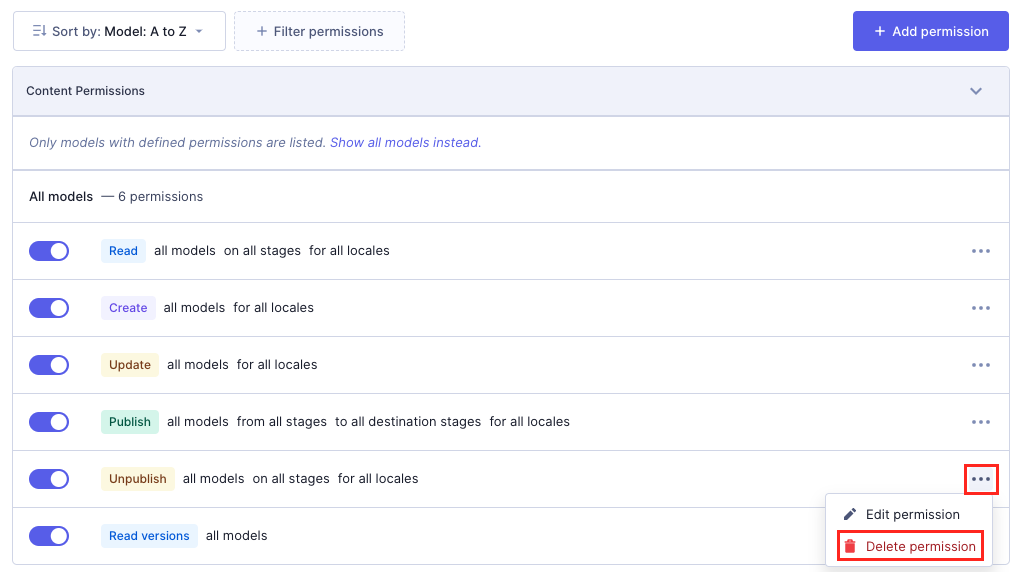 Sort by: Model: A to Z
+ Filter permissions
+ Add permission
Content Permissions
Only models with defined permissions are listed. Show all models instead.
All models — 6 permissions
Read all models on all stages for all locales
Create all models for all locales
Update all models for all locales
Publish all models from all stages to all destination stages for all locales
Unpublish all models on all stages for all locales
Edit permission
Read versions all models
Delete permission